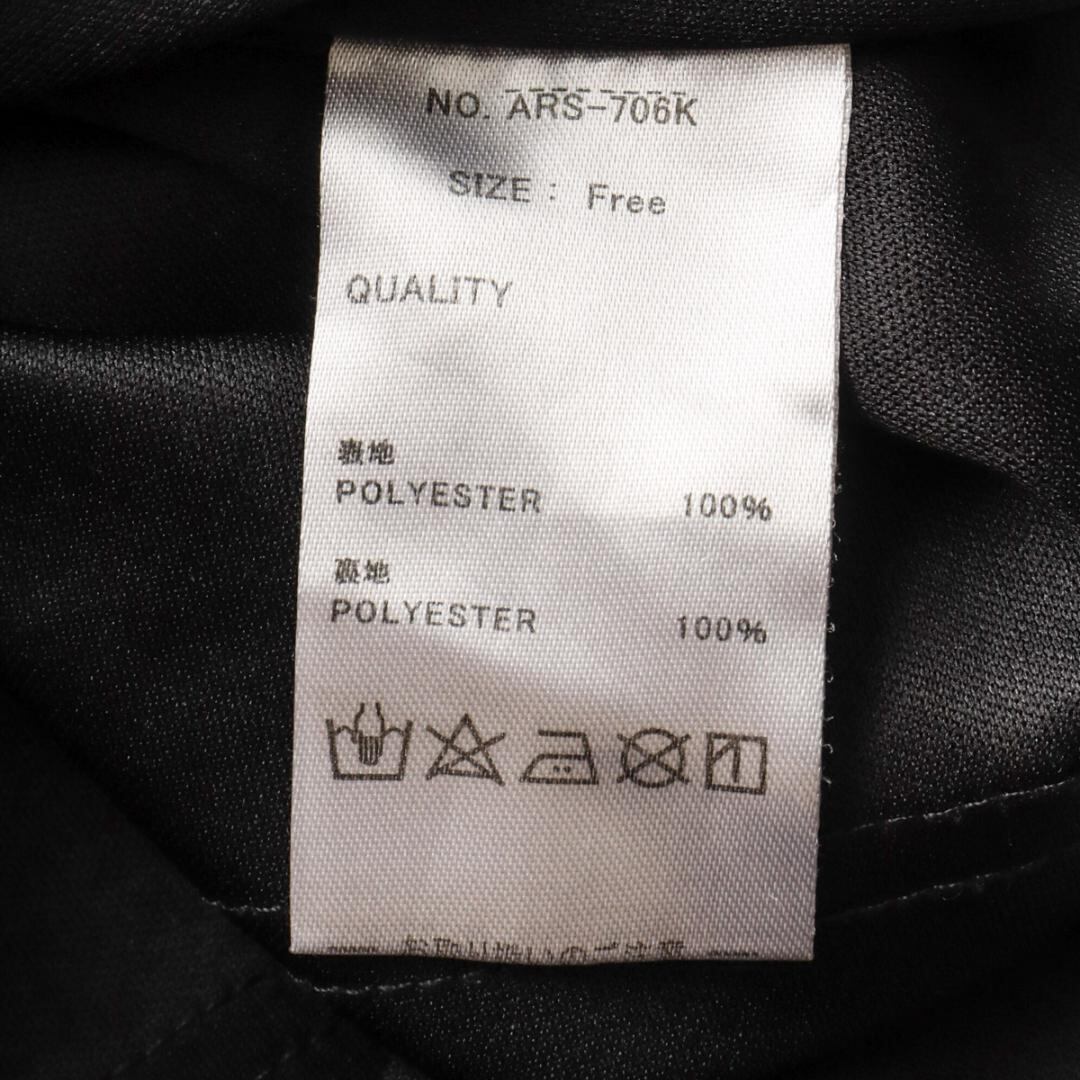 NO. ARS-706K
SIZE : Free
QUALITY
表地
POLYESTER 100%
裏地
POLYESTER 100%